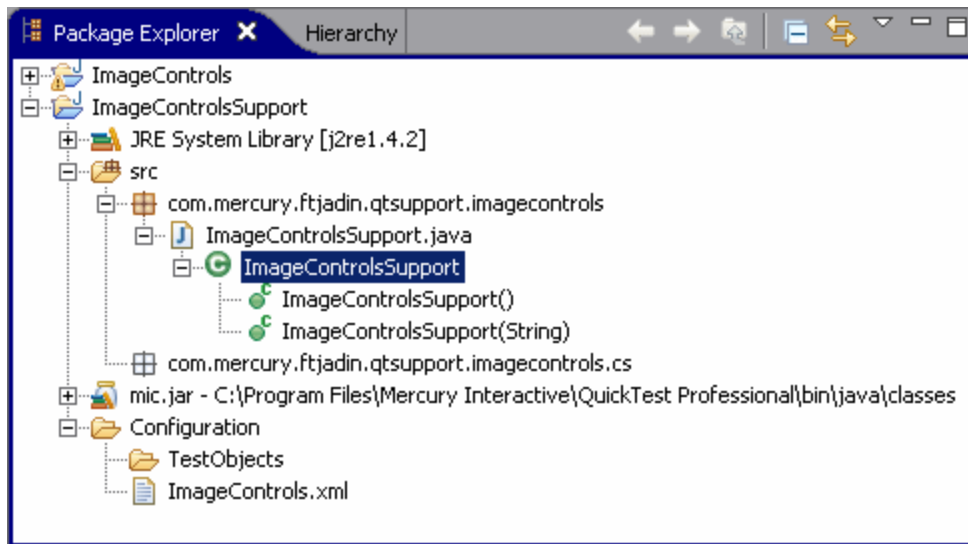 Package Explorer Hierarchy
ImageControls
ImageControlsSupport
JRE System Library [j2re1.4.2]
src
com.mercury.ftjadin.qtsupport.imagecontrols
ImageControlsSupport.java
ImageControlsSupport
ImageControlsSupport()
ImageControlsSupport(String)
com.mercury.ftjadin.qtsupport.imagecontrols.cs
mic.jar - C:\Program Files\Mercury Interactive\QuickTest Professional\bin\java\classes
Configuration
TestObjects
ImageControls.xml